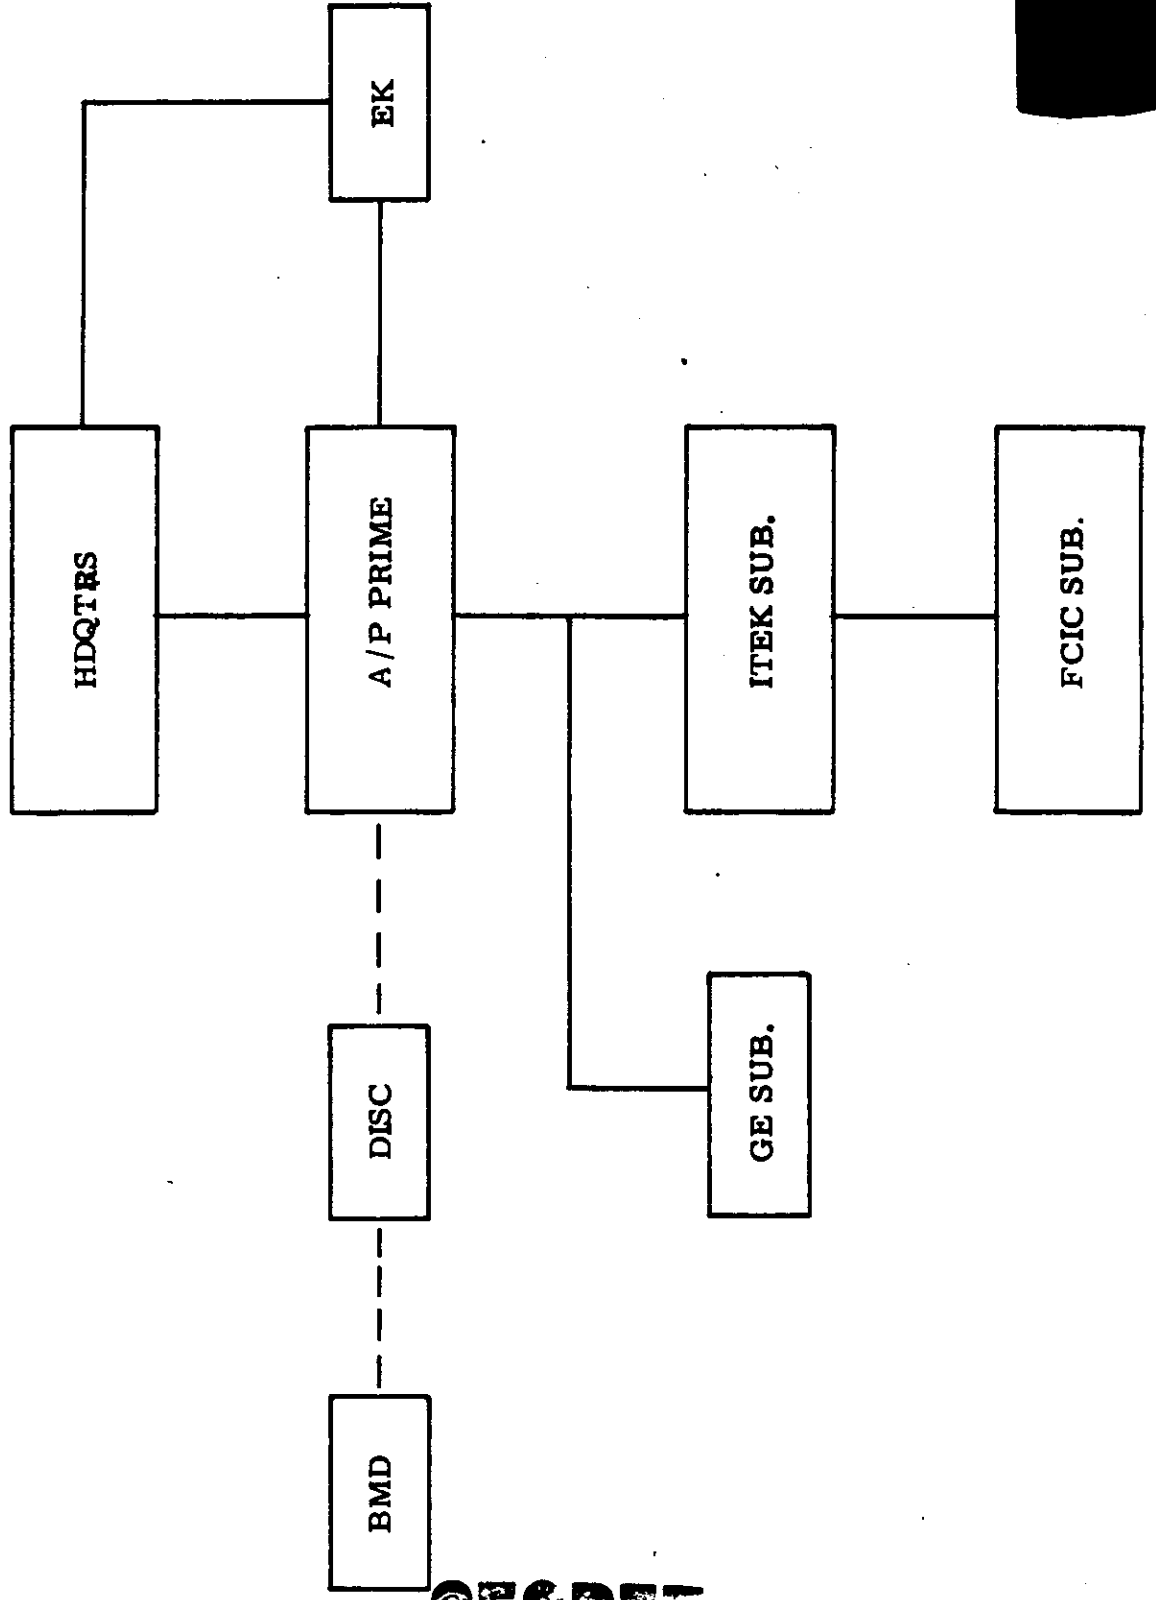 HDQTRS
BMD
DISC
A/P PRIME
EK
GE SUB.
ITEK SUB.
FCIC SUB.